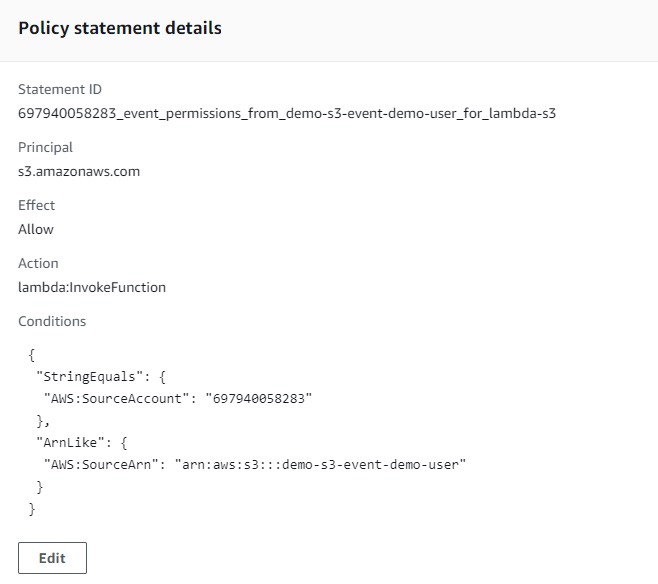 Policy statement details
Statement ID
697940058283_event_permissions_from_demo-s3-event-demo-user_for_lambda-s3
Principal
s3.amazonaws.com
Effect
Allow
Action
lambda:InvokeFunction
Conditions
{
"StringEquals": {
"AWS:SourceAccount": "697940058283"
},
"ArnLike": {
"AWS:SourceArn": "arn:aws:s3:::demo-s3-event-demo-user"
}
}
Edit